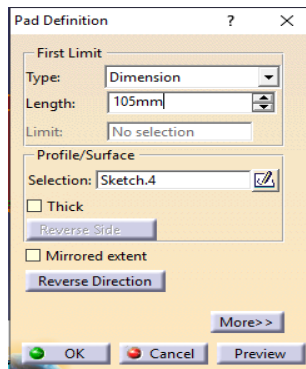 Pad Definition ? ×
First Limit
Type: Dimension
Length: 105mm
Limit: No selection
Profile/Surface
Selection: Sketch.4
Thick
Reverse Side
Mirrored extent
Reverse Direction
More>>
OK Cancel Preview